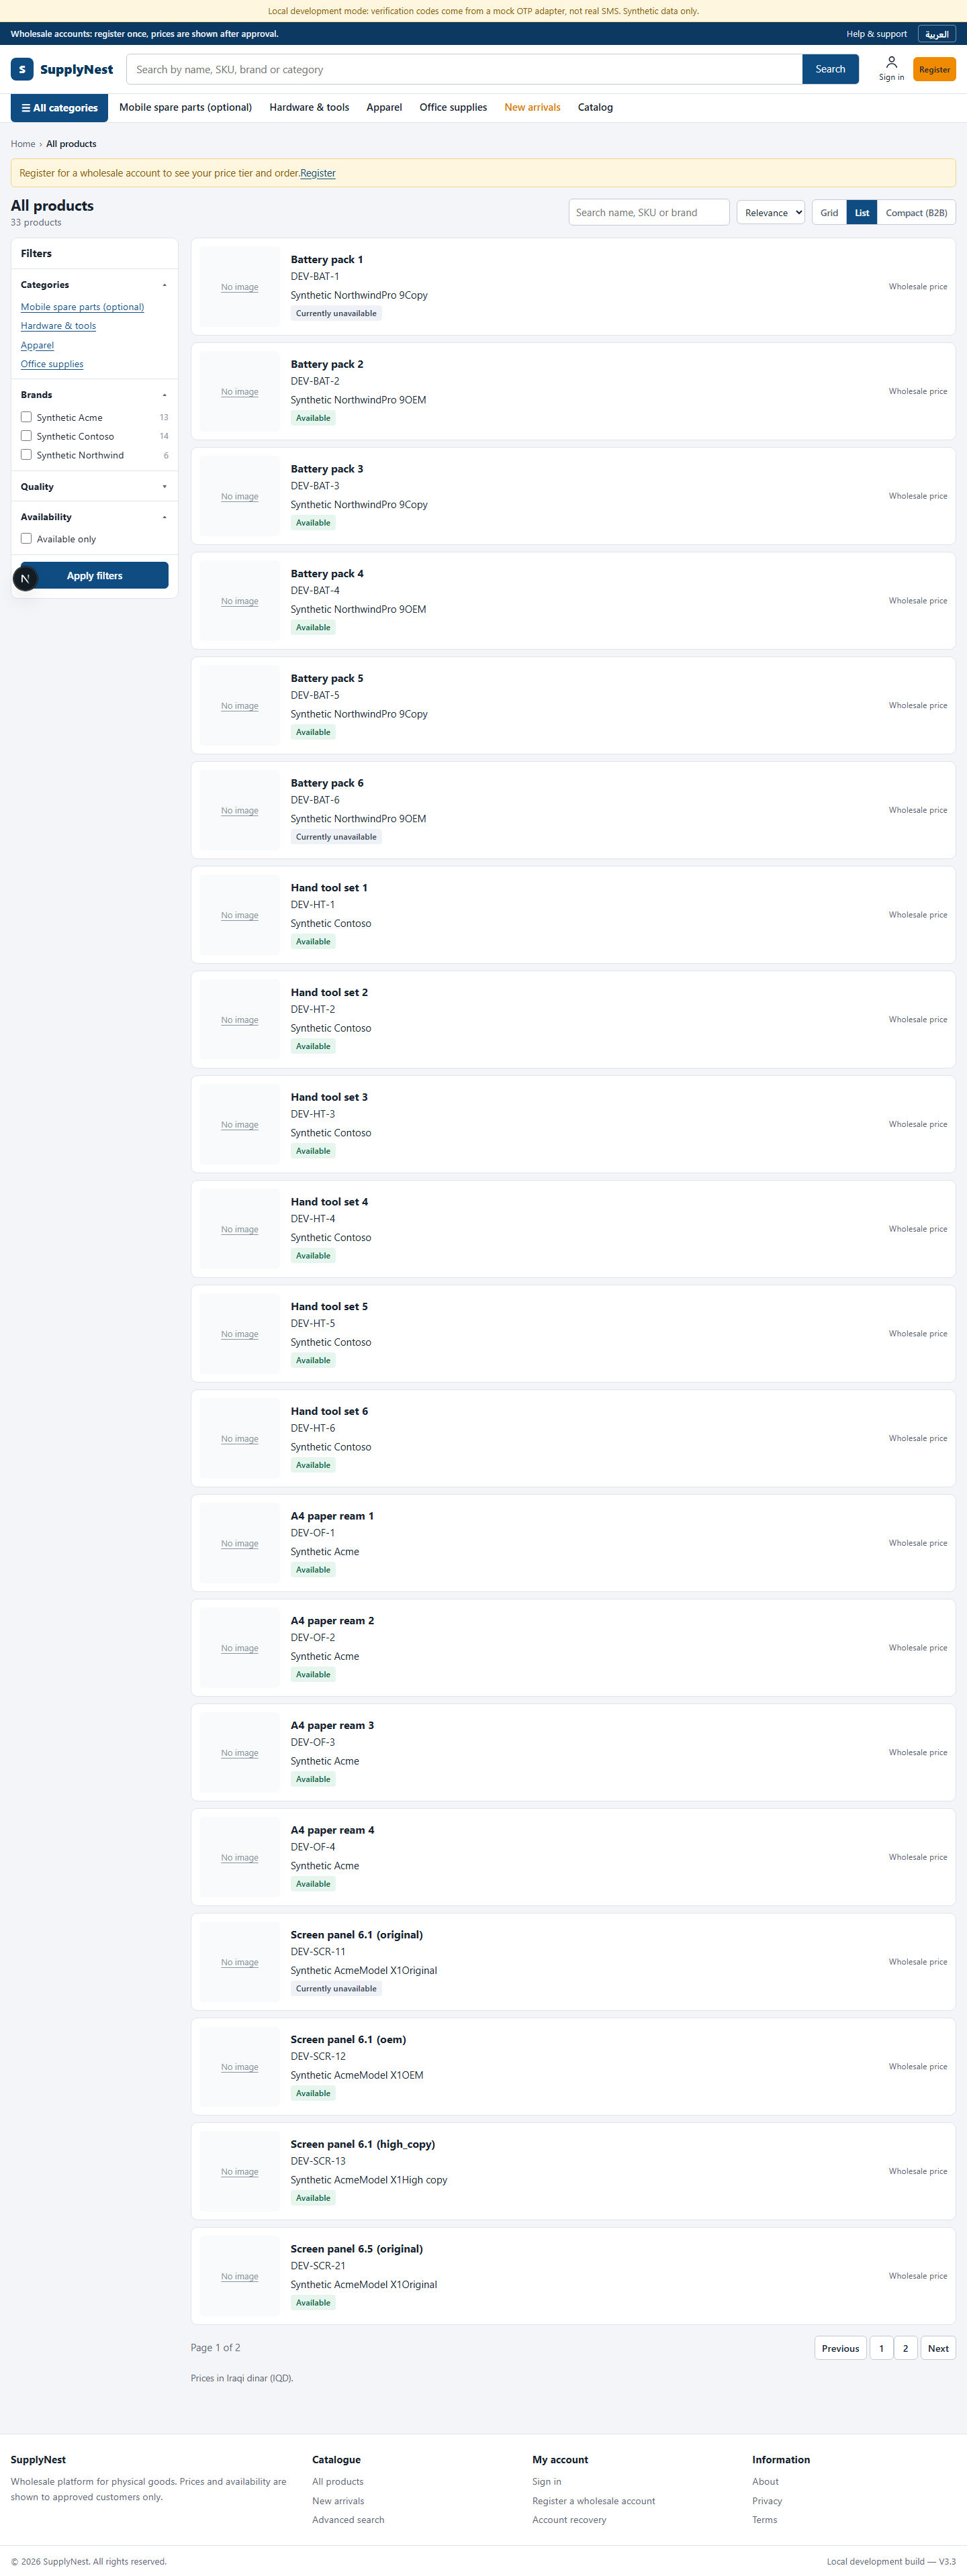 Local development mode: verification codes come from a mock OTP adapter, not real SMS. Synthetic data only.
Wholesale accounts: register once, prices are shown after approval.
Help & support
العربية
S SupplyNest
Search by name, SKU, brand or category
Search
Sign in
Register
☰ All categories
Mobile spare parts (optional)
Hardware & tools
Apparel
Office supplies
New arrivals
Catalog
Home › All products
Register for a wholesale account to see your price tier and order.Register
All products
33 products
Search name, SKU or brand
Relevance
Grid
List
Compact (B2B)
Filters
Categories
Mobile spare parts (optional)
Hardware & tools
Apparel
Office supplies
Brands
Synthetic Acme 13
Synthetic Contoso 14
Synthetic Northwind 6
Quality
Availability
Available only
N
Apply filters
No image
Battery pack 1
DEV-BAT-1
Synthetic NorthwindPro 9Copy
Currently unavailable
Wholesale price
No image
Battery pack 2
DEV-BAT-2
Synthetic NorthwindPro 9OEM
Available
Wholesale price
No image
Battery pack 3
DEV-BAT-3
Synthetic NorthwindPro 9Copy
Available
Wholesale price
No image
Battery pack 4
DEV-BAT-4
Synthetic NorthwindPro 9OEM
Available
Wholesale price
No image
Battery pack 5
DEV-BAT-5
Synthetic NorthwindPro 9Copy
Available
Wholesale price
No image
Battery pack 6
DEV-BAT-6
Synthetic NorthwindPro 9OEM
Currently unavailable
Wholesale price
No image
Hand tool set 1
DEV-HT-1
Synthetic Contoso
Available
Wholesale price
No image
Hand tool set 2
DEV-HT-2
Synthetic Contoso
Available
Wholesale price
No image
Hand tool set 3
DEV-HT-3
Synthetic Contoso
Available
Wholesale price
No image
Hand tool set 4
DEV-HT-4
Synthetic Contoso
Available
Wholesale price
No image
Hand tool set 5
DEV-HT-5
Synthetic Contoso
Available
Wholesale price
No image
Hand tool set 6
DEV-HT-6
Synthetic Contoso
Available
Wholesale price
No image
A4 paper ream 1
DEV-OF-1
Synthetic Acme
Available
Wholesale price
No image
A4 paper ream 2
DEV-OF-2
Synthetic Acme
Available
Wholesale price
No image
A4 paper ream 3
DEV-OF-3
Synthetic Acme
Available
Wholesale price
No image
A4 paper ream 4
DEV-OF-4
Synthetic Acme
Available
Wholesale price
No image
Screen panel 6.1 (original)
DEV-SCR-11
Synthetic AcmeModel X1Original
Currently unavailable
Wholesale price
No image
Screen panel 6.1 (oem)
DEV-SCR-12
Synthetic AcmeModel X1OEM
Available
Wholesale price
No image
Screen panel 6.1 (high_copy)
DEV-SCR-13
Synthetic AcmeModel X1High copy
Available
Wholesale price
No image
Screen panel 6.5 (original)
DEV-SCR-21
Synthetic AcmeModel X1Original
Available
Wholesale price
Page 1 of 2
Previous
1
2
Next
Prices in Iraqi dinar (IQD).
SupplyNest
Wholesale platform for physical goods. Prices and availability are
shown to approved customers only.
Catalogue
All products
New arrivals
Advanced search
My account
Sign in
Register a wholesale account
Account recovery
Information
About
Privacy
Terms
© 2026 SupplyNest. All rights reserved.
Local development build — V3.3